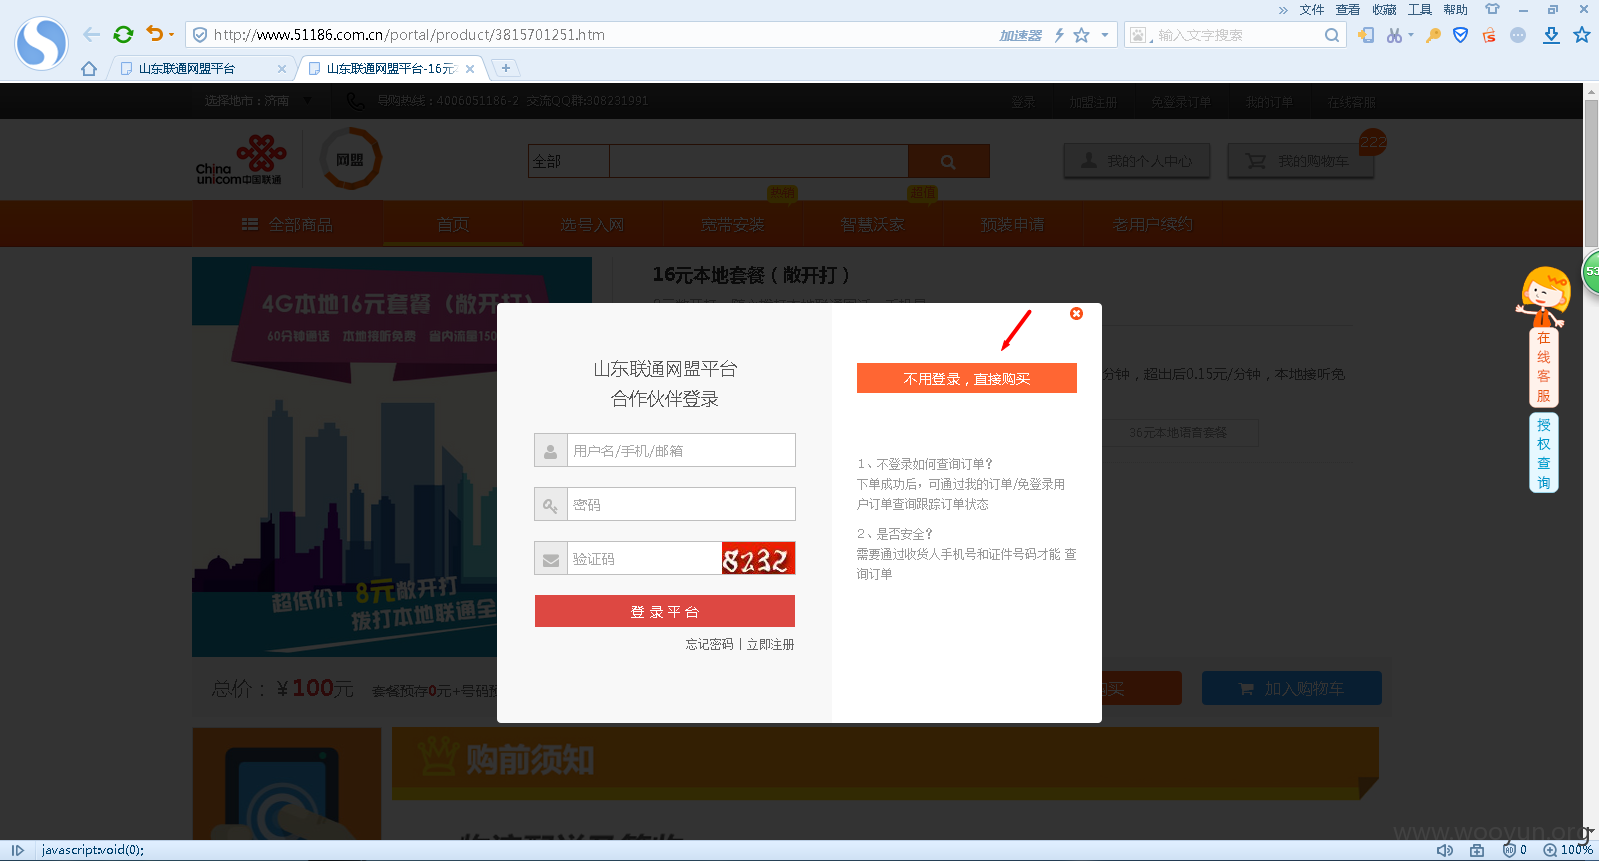 » 文件 查看 收藏 工具 帮助
http://www.51186.com.cn/portal/product/3815701251.htm
加速器
输入文字搜索
山东联通网盟平台
山东联通网盟平台-16元
选择地市：济南
导购热线：4006051186-2 交流QQ群:308231991
登录 加盟注册 免登录订单 我的订单 在线客服
China unicom中国联通
网盟
全部
我的个人中心
我的购物车
222
热销
超值
全部商品 首页 选号入网 宽带安装 智慧沃家 预装申请 老用户续约
4G本地16元套餐（敞开打）
60分钟通话 本地接听免费 省内流量150
超低价！8元敞开打
拨打本地联通全
16元本地套餐（敞开打）
分钟，超出后0.15元/分钟，本地接听免
36元本地语音套餐
山东联通网盟平台
合作伙伴登录
用户名/手机/邮箱
密码
验证码
8232
登录平台
忘记密码 | 立即注册
不用登录，直接购买
1、不登录如何查询订单？
下单成功后，可通过我的订单/免登录用
户订单查询跟踪订单状态
2、是否安全？
需要通过收货人手机号和证件号码才能 查
询订单
总价：￥100元 套餐预存0元+号码预
购买
加入购物车
购前须知
53
在线客服
授权查询
www.wooyun.org
javascript:void(0);
0
100%